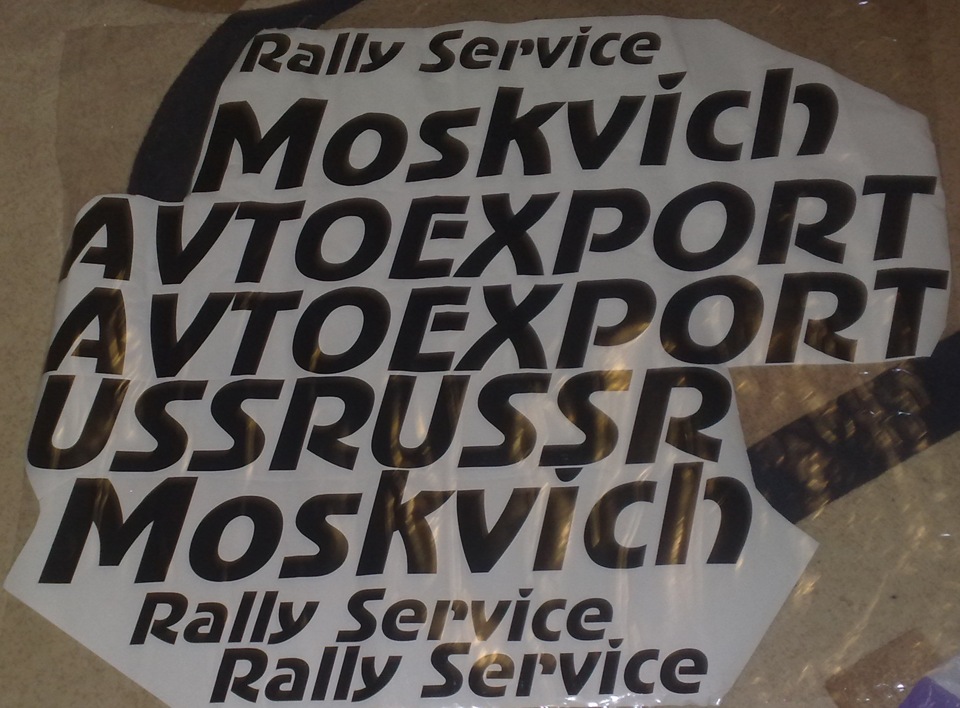 Rally Service
Moskvich
AVTOEXPORT
AVTOEXPORT
USSRUSSR
Moskvich
Rally Service
Rally Service